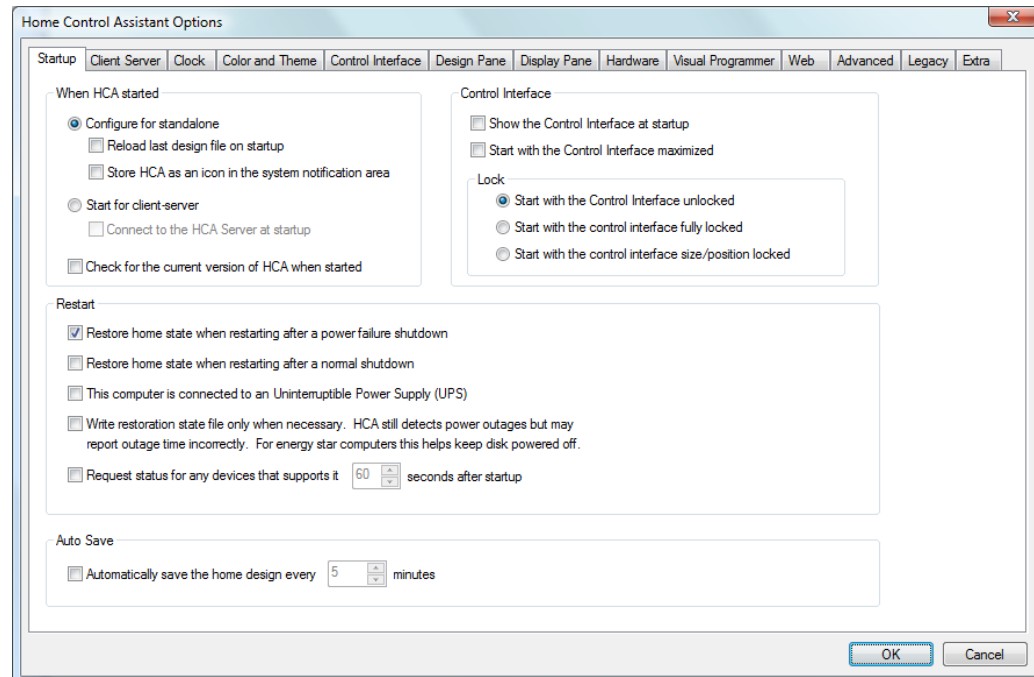 Home Control Assistant Options
Startup Client Server Clock Color and Theme Control Interface Design Pane Display Pane Hardware Visual Programmer Web Advanced Legacy Extra
When HCA started
Configure for standalone
Reload last design file on startup
Store HCA as an icon in the system notification area
Start for client-server
Connect to the HCA Server at startup
Check for the current version of HCA when started
Control Interface
Show the Control Interface at startup
Start with the Control Interface maximized
Lock
Start with the Control Interface unlocked
Start with the control interface fully locked
Start with the control interface size/position locked
Restart
Restore home state when restarting after a power failure shutdown
Restore home state when restarting after a normal shutdown
This computer is connected to an Uninterruptible Power Supply (UPS)
Write restoration state file only when necessary. HCA still detects power outages but may
report outage time incorrectly. For energy star computers this helps keep disk powered off.
Request status for any devices that supports it 60 seconds after startup
Auto Save
Automatically save the home design every 5 minutes
OK Cancel